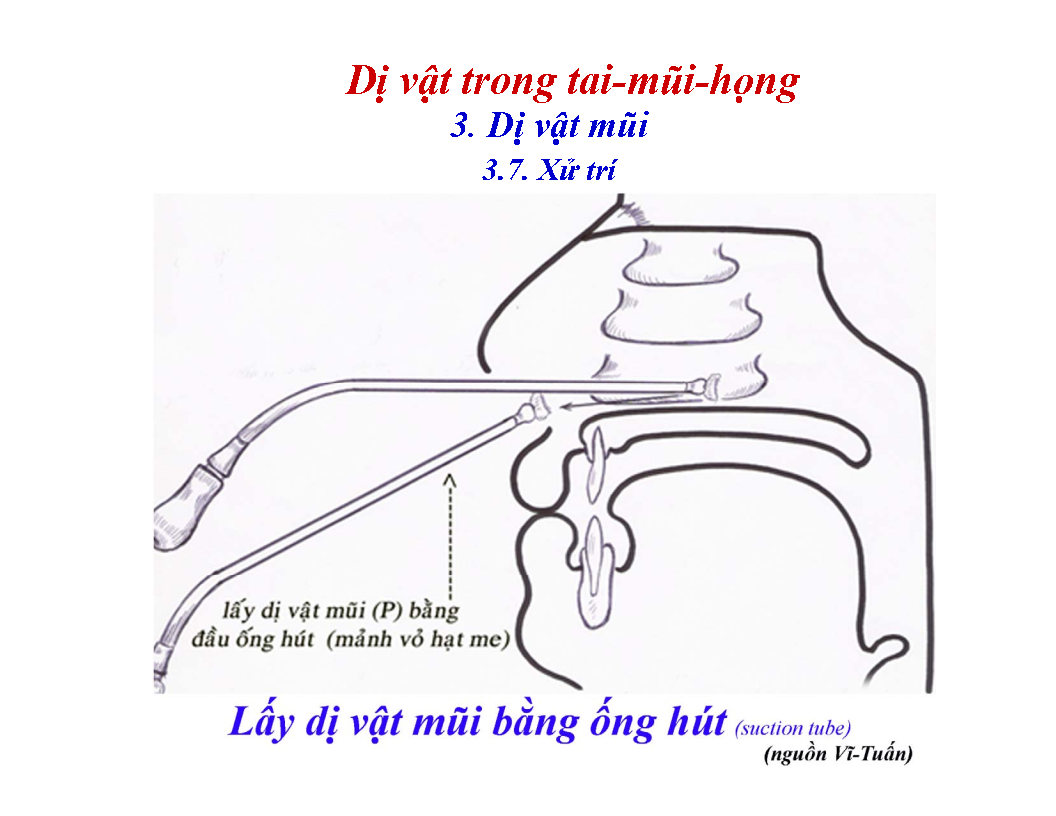 Dị vật trong tai-mũi-họng
3. Dị vật mũi
3.7. Xử trí
lấy dị vật mũi (P) bằng
đầu ống hút (mảnh vỏ hạt me)
Lấy dị vật mũi bằng ống hút (suction tube)
(nguồn Vĩ-Tuấn)